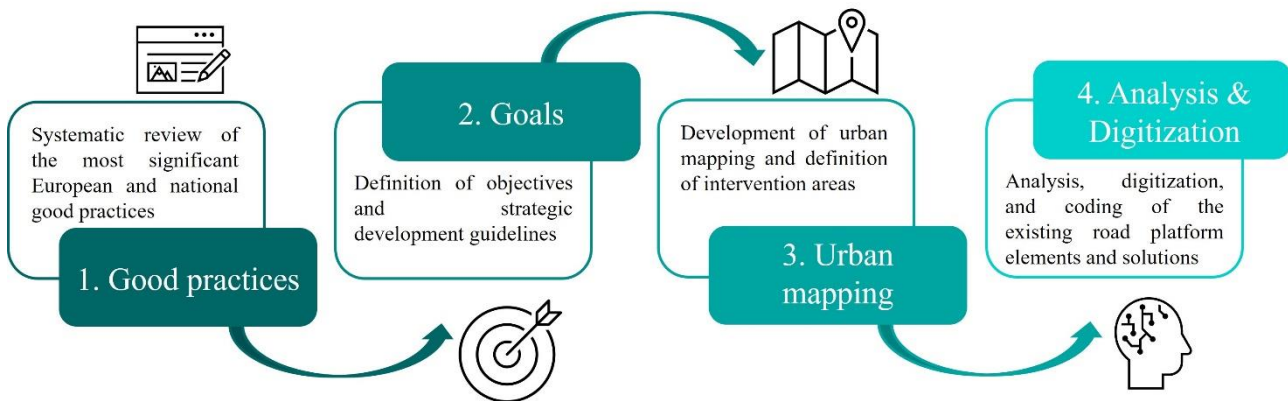 Systematic review of
the most significant
European and national
good practices
1. Good practices
2. Goals
Definition of objectives
and strategic
development guidelines
Development of urban
mapping and definition
of intervention areas
3. Urban
mapping
4. Analysis &
Digitization
Analysis, digitization,
and coding of the
existing road platform
elements and solutions